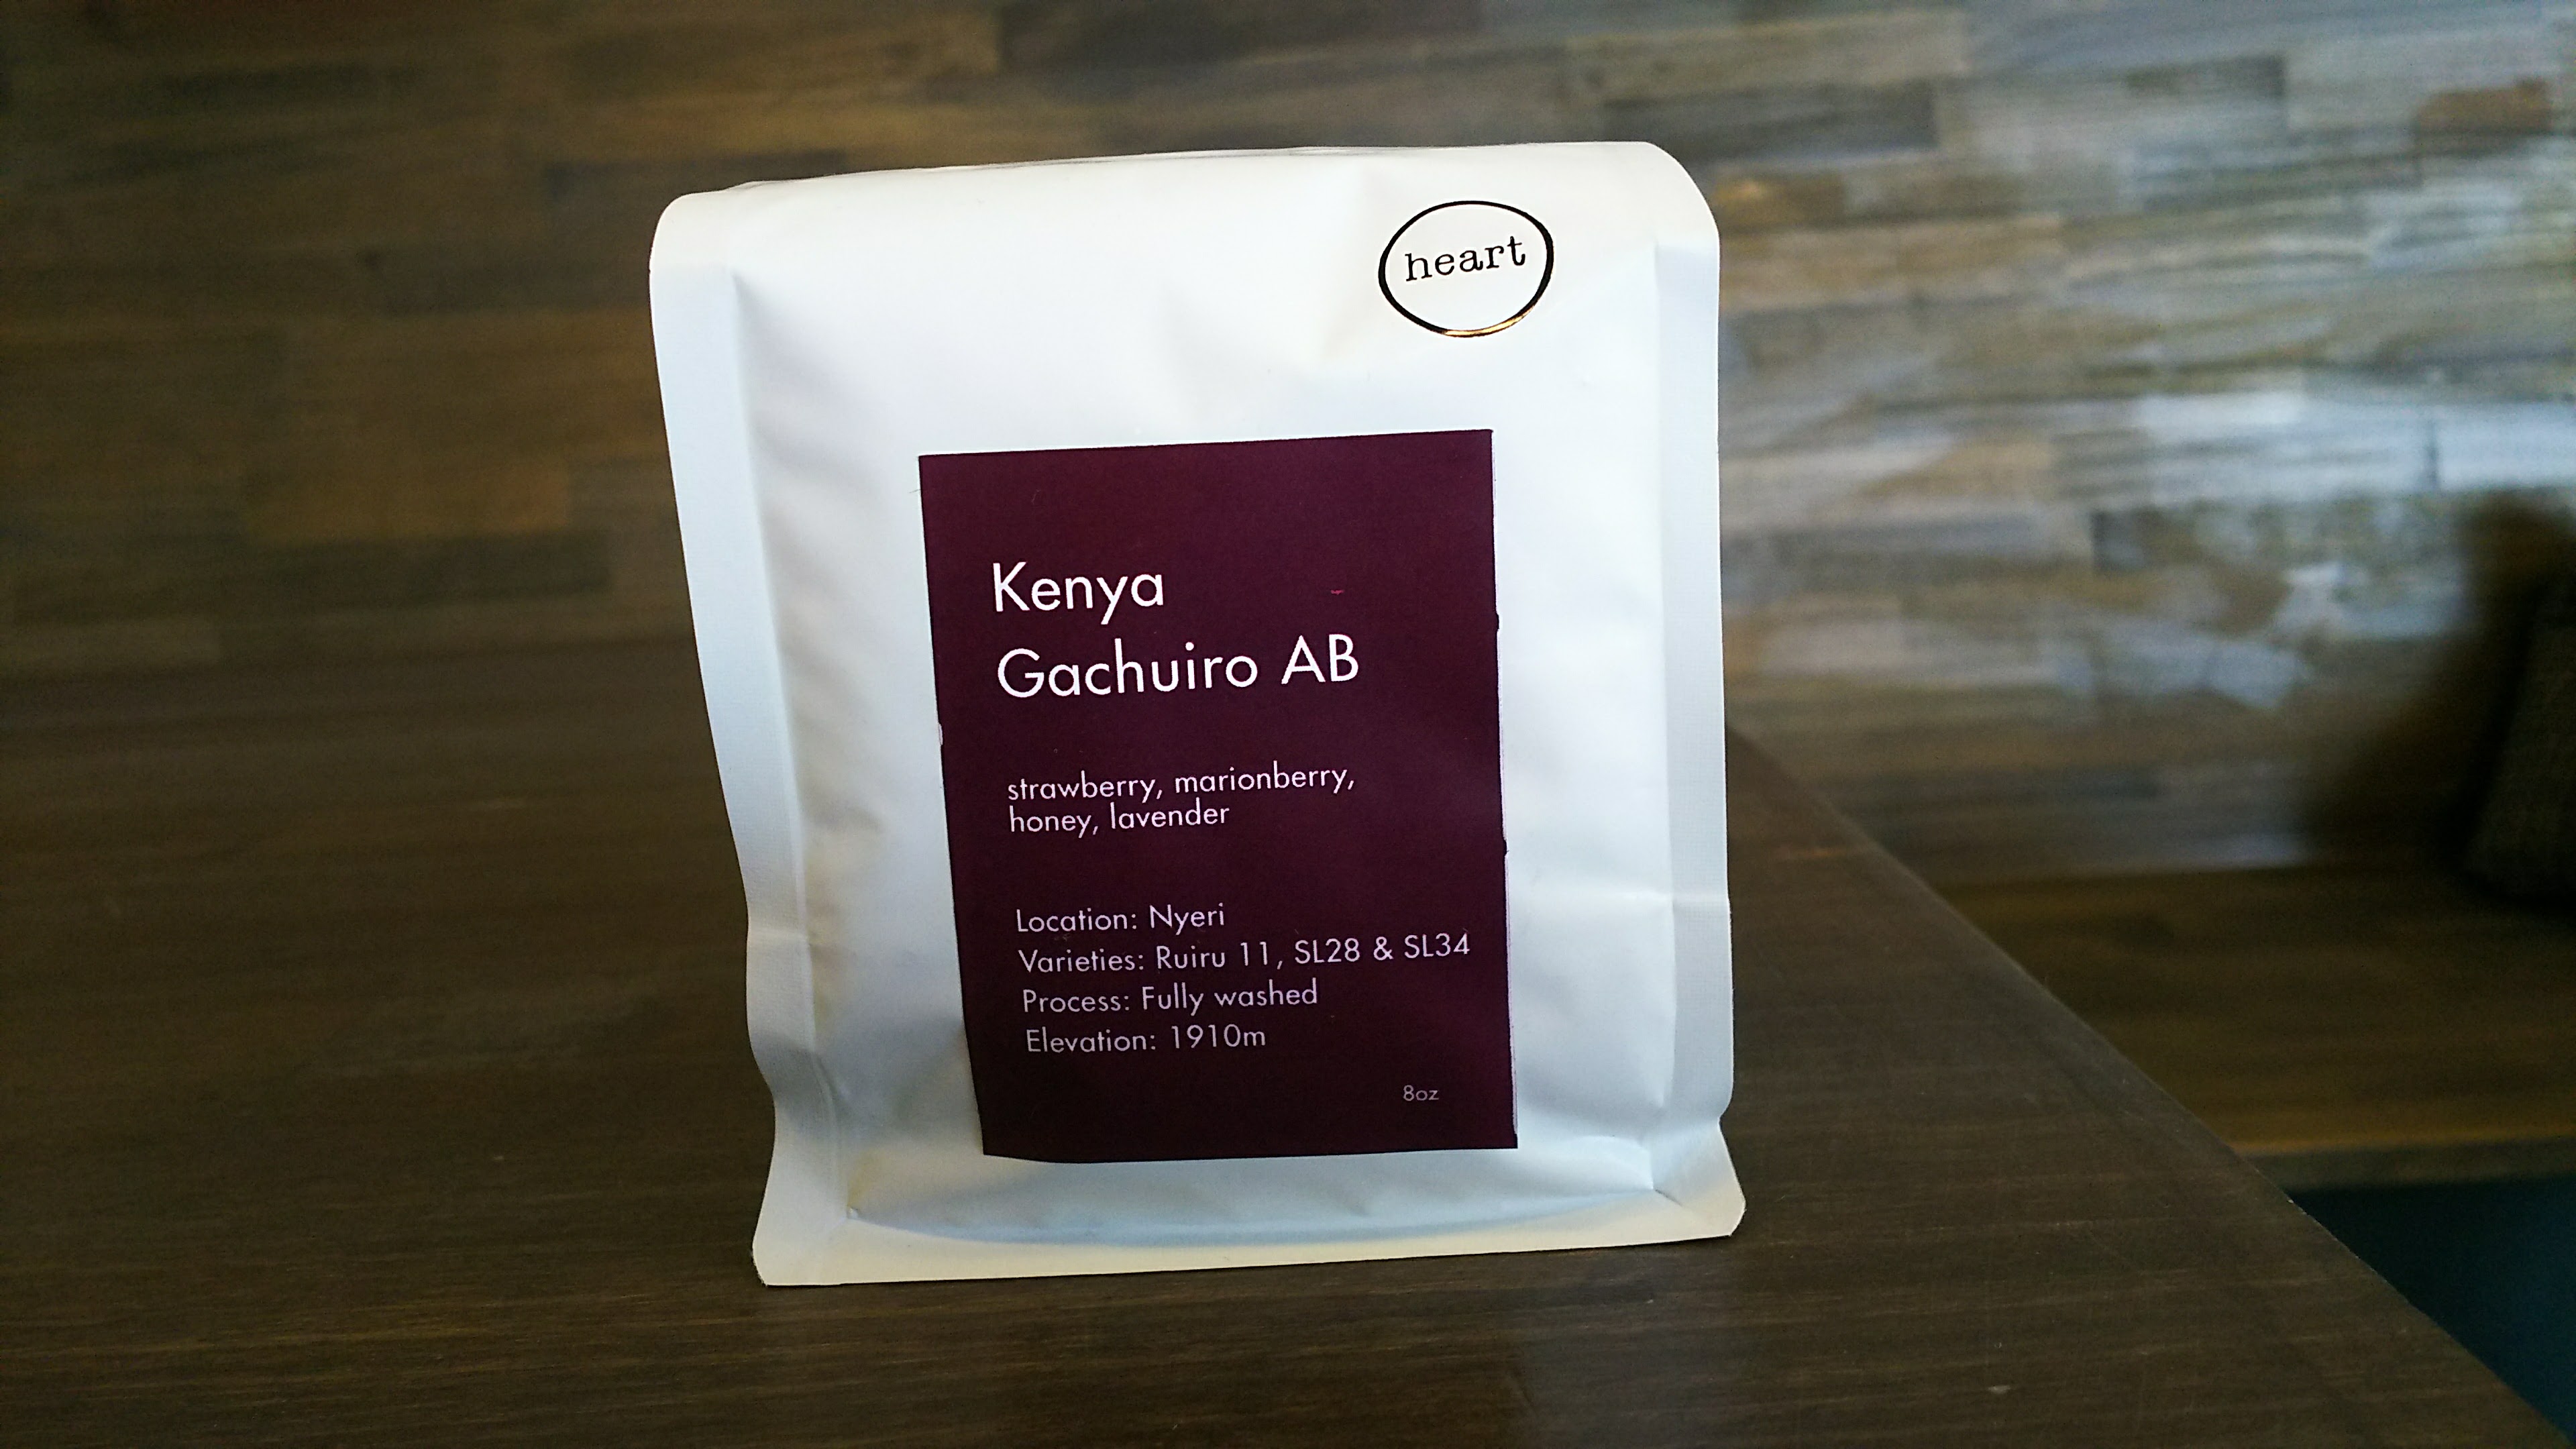 heart
Kenya
Gachuiro AB
strawberry, marionberry,
honey, lavender
Location: Nyeri
Varieties: Ruiru 11, SL28 & SL34
Process: Fully washed
Elevation: 1910m
8oz